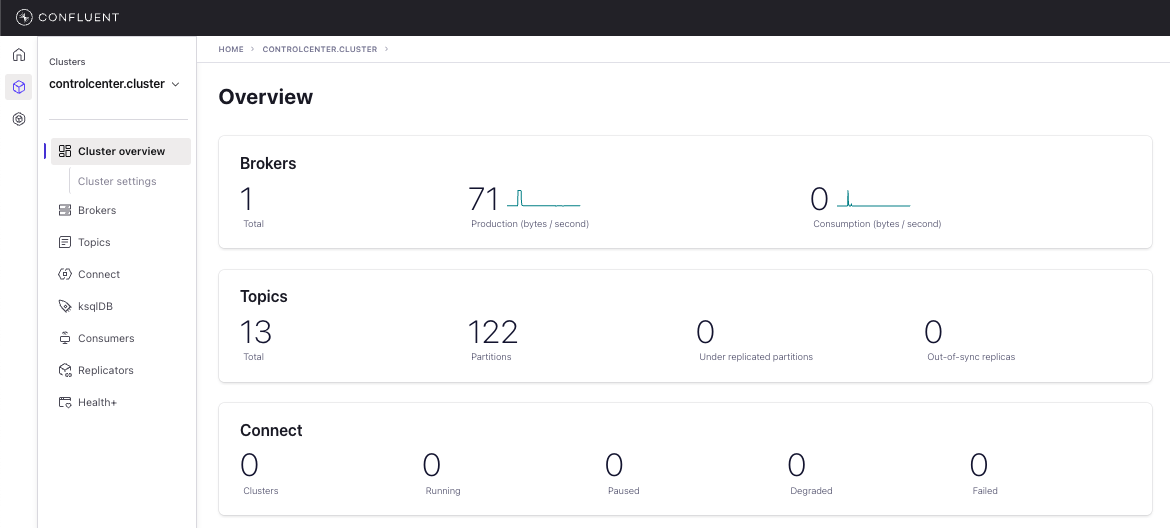 CONFLUENT
HOME > CONTROLCENTER.CLUSTER >
Clusters
controlcenter.cluster
Cluster overview
Cluster settings
Brokers
Topics
Connect
ksqlDB
Consumers
Replicators
Health+
Overview
Brokers
1 71 0
Total Production (bytes / second) Consumption (bytes / second)
Topics
13 122 0 0
Total Partitions Under replicated partitions Out-of-sync replicas
Connect
0 0 0 0 0
Clusters Running Paused Degraded Failed